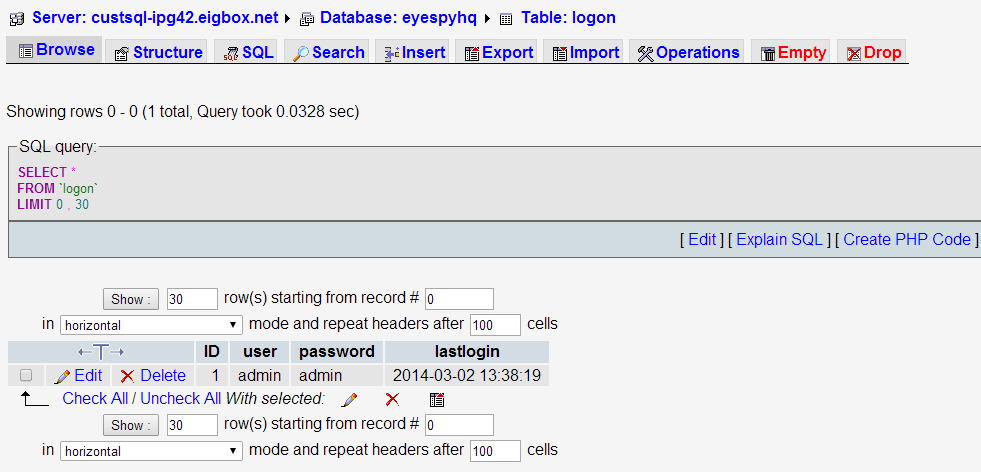 Server: custsql-ipg42.eigbox.net Database: eyespyhq Table: logon
Browse Structure SQL Search Insert Export Import Operations Empty Drop
Showing rows 0 - 0 (1 total, Query took 0.0328 sec)
SQL query:
SELECT *
FROM `logon`
LIMIT 0 , 30
[ Edit ] [ Explain SQL ] [ Create PHP Code ]
Show : 30 row(s) starting from record # 0
in horizontal mode and repeat headers after 100 cells
←T→ ID user password lastlogin
Edit Delete 1 admin admin 2014-03-02 13:38:19
Check All / Uncheck All With selected:
Show : 30 row(s) starting from record # 0
in horizontal mode and repeat headers after 100 cells